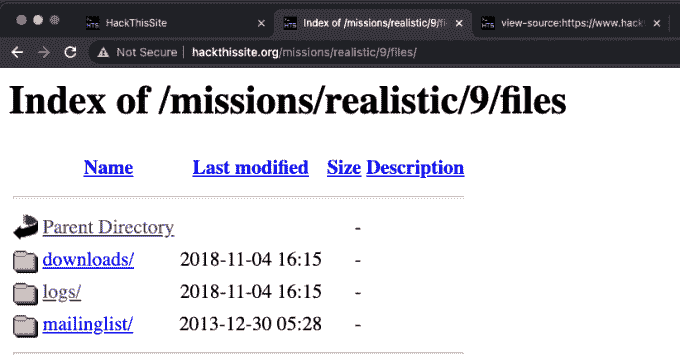 HackThisSite
Index of /missions/realistic/9/fil
view-source:https://www.hack
Not Secure | hackthissite.org/missions/realistic/9/files/
Index of /missions/realistic/9/files
Name Last modified Size Description
Parent Directory -
downloads/ 2018-11-04 16:15 -
logs/ 2018-11-04 16:15 -
mailinglist/ 2013-12-30 05:28 -